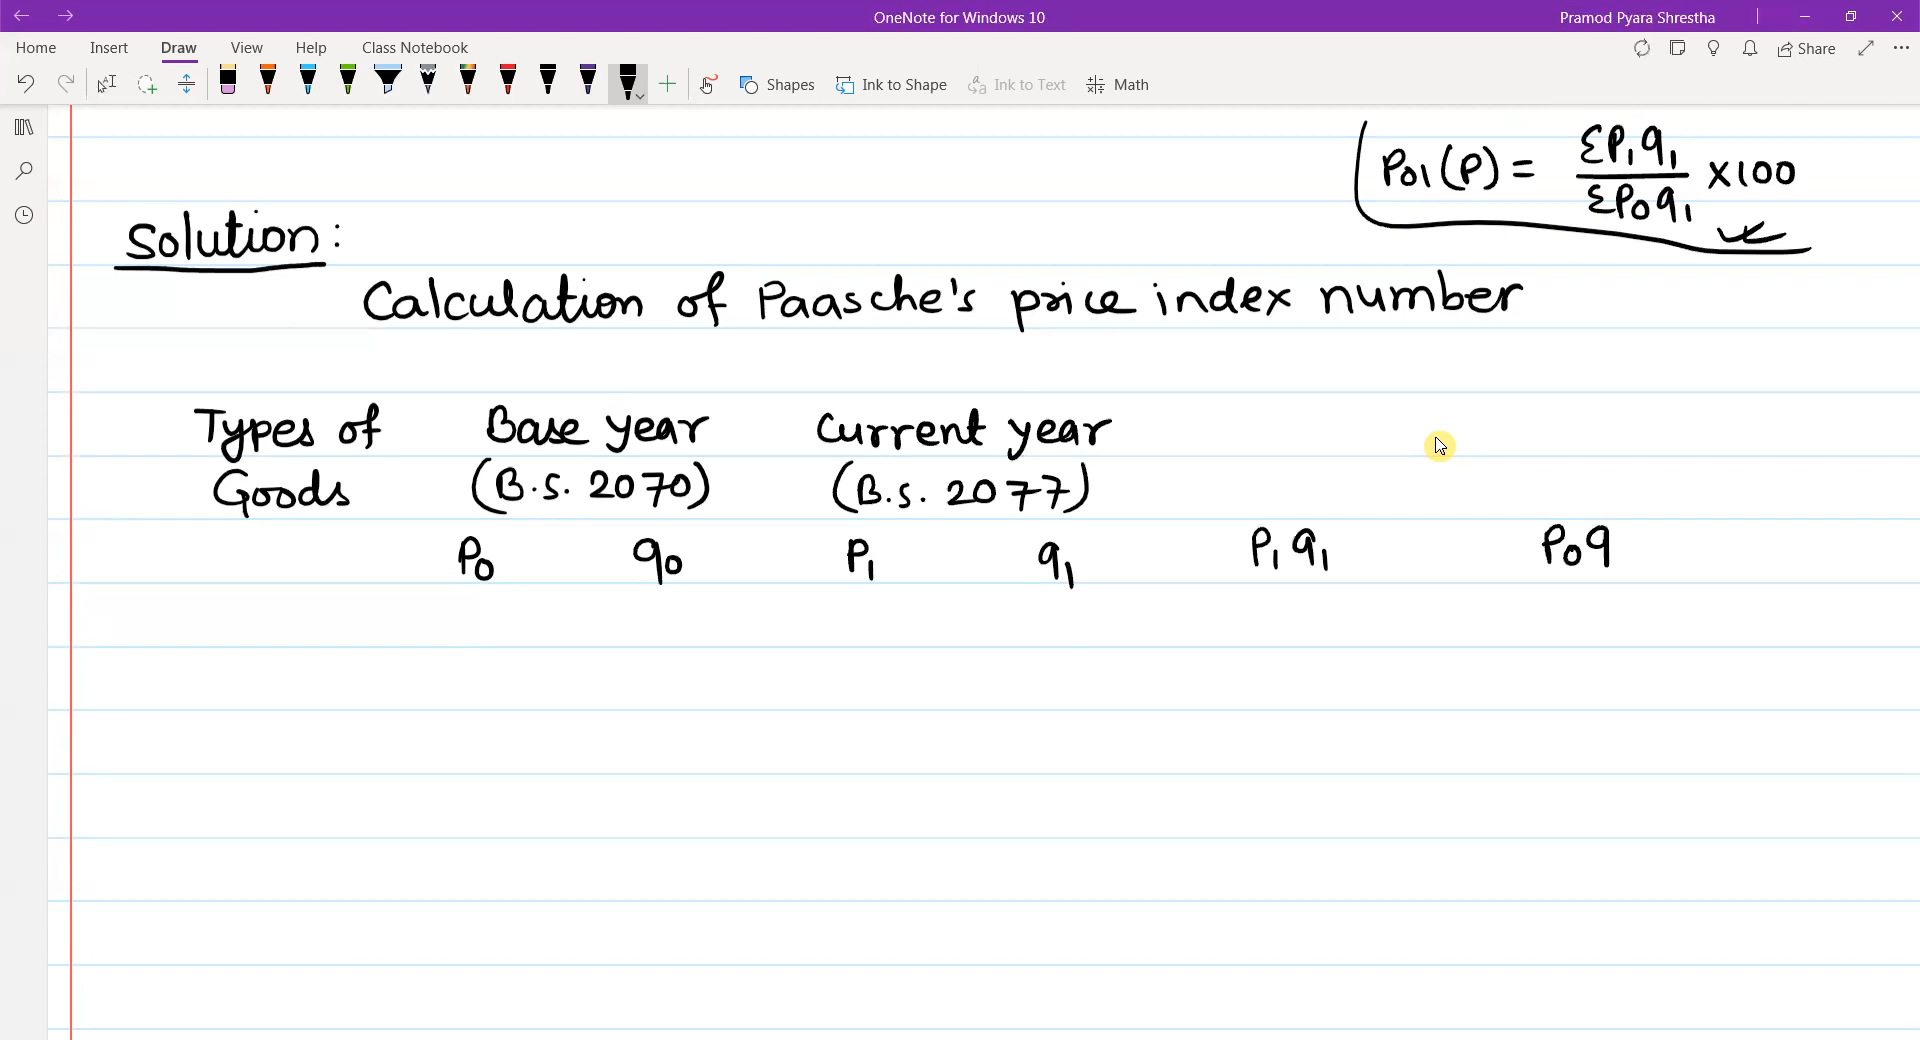 OneNote for Windows 10
Pramod Pyara Shrestha
Home Insert Draw View Help Class Notebook
Share
Shapes Ink to Shape Ink to Text Math
P01(P) = ΣP1q1 / ΣP0q1 ×100
Solution:
Calculation of Paasche's price index number
Types of Goods
Base year (B.S. 2070)
Current year (B.S. 2077)
P0 q0 P1 q1 P1q1 P0q